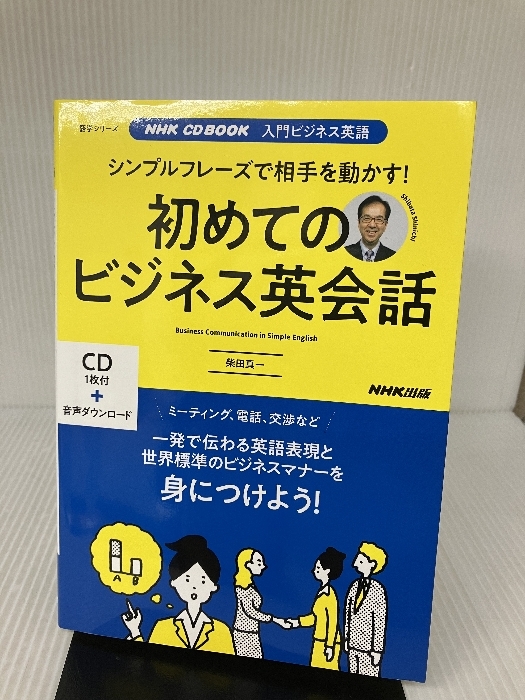 語学シリーズ
NHK CD BOOK 入門ビジネス英語
シンプルフレーズで相手を動かす!
初めての
ビジネス英会話
Shibata Shinichi
Business Communication in Simple English
柴田真一
CD
1枚付
+
音声ダウンロード
NHK出版
ミーティング、電話、交渉など
一発で伝わる英語表現と
世界標準のビジネスマナーを
身につけよう!
A B